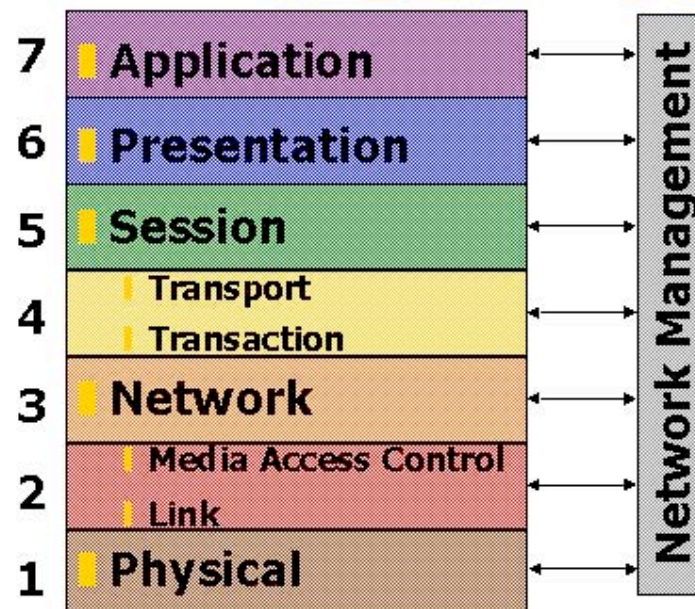 7 Application
6 Presentation
5 Session
4 Transport
Transaction
3 Network
2 Media Access Control
Link
1 Physical
Network Management